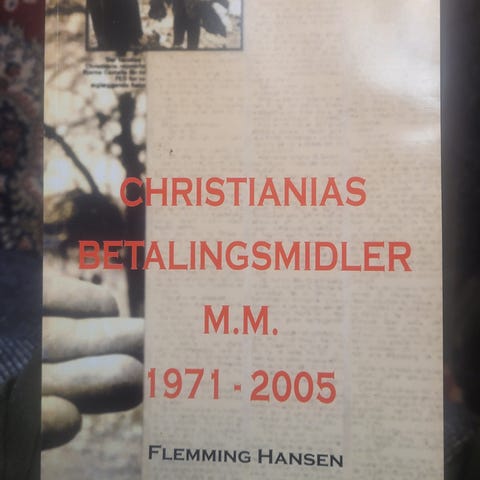 CHRISTIANIAS
BETALINGSMIDLER
M.M.
1971 - 2005
FLEMMING HANSEN